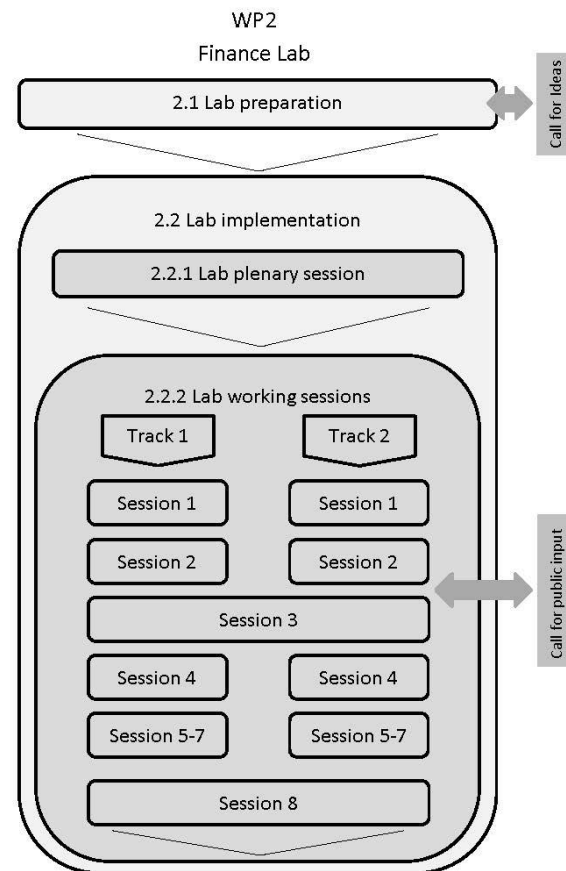 WP2
Finance Lab
2.1 Lab preparation
Call for Ideas
2.2 Lab implementation
2.2.1 Lab plenary session
2.2.2 Lab working sessions
Track 1
Track 2
Session 1
Session 1
Session 2
Session 2
Call for public input
Session 3
Session 4
Session 4
Session 5-7
Session 5-7
Session 8